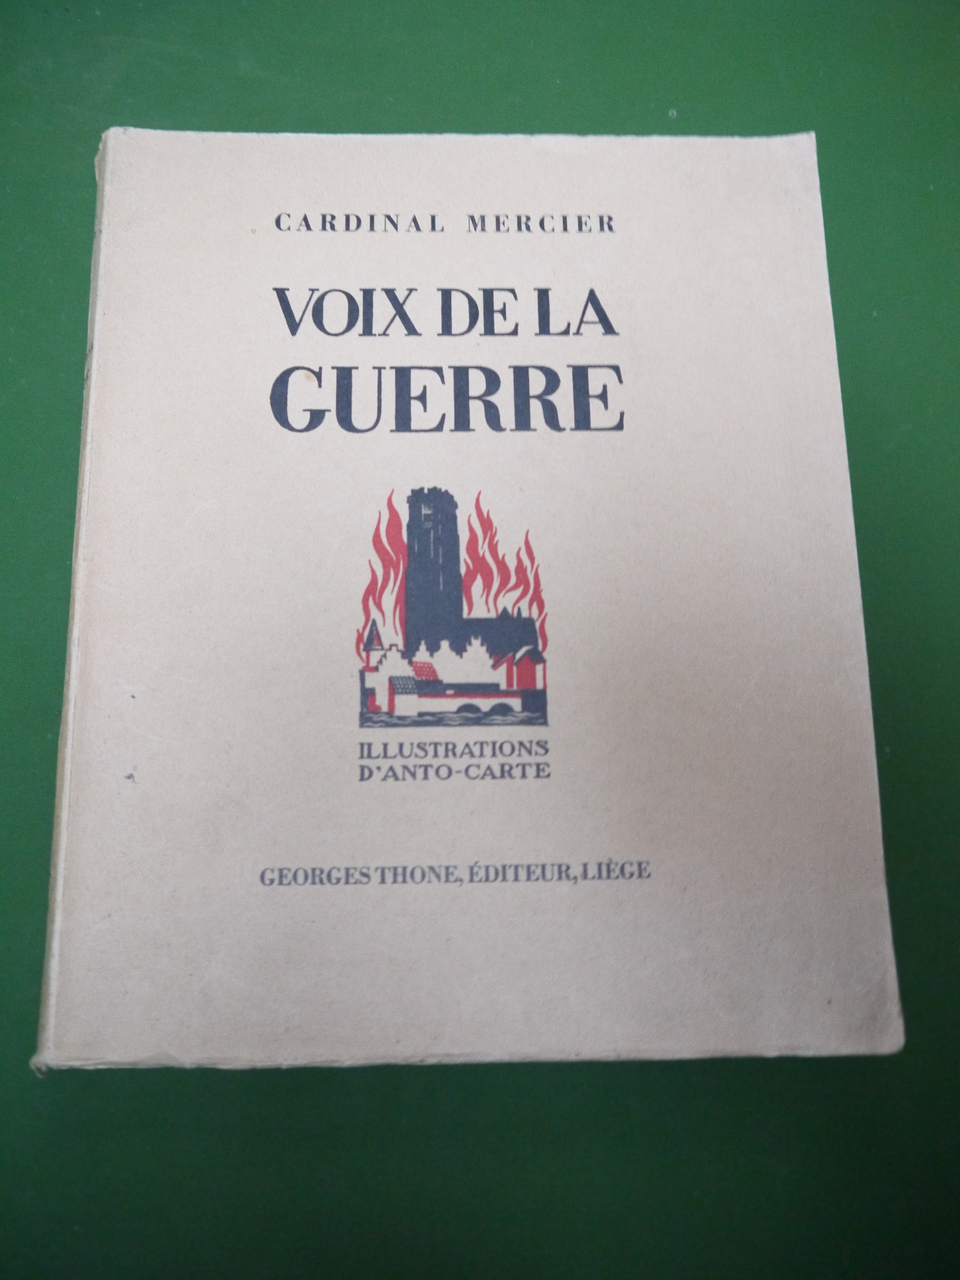 CARDINAL MERCIER
VOIX DE LA
GUERRE
ILLUSTRATIONS
D'ANTO-CARTE
GEORGES THONE, ÉDITEUR, LIÈGE